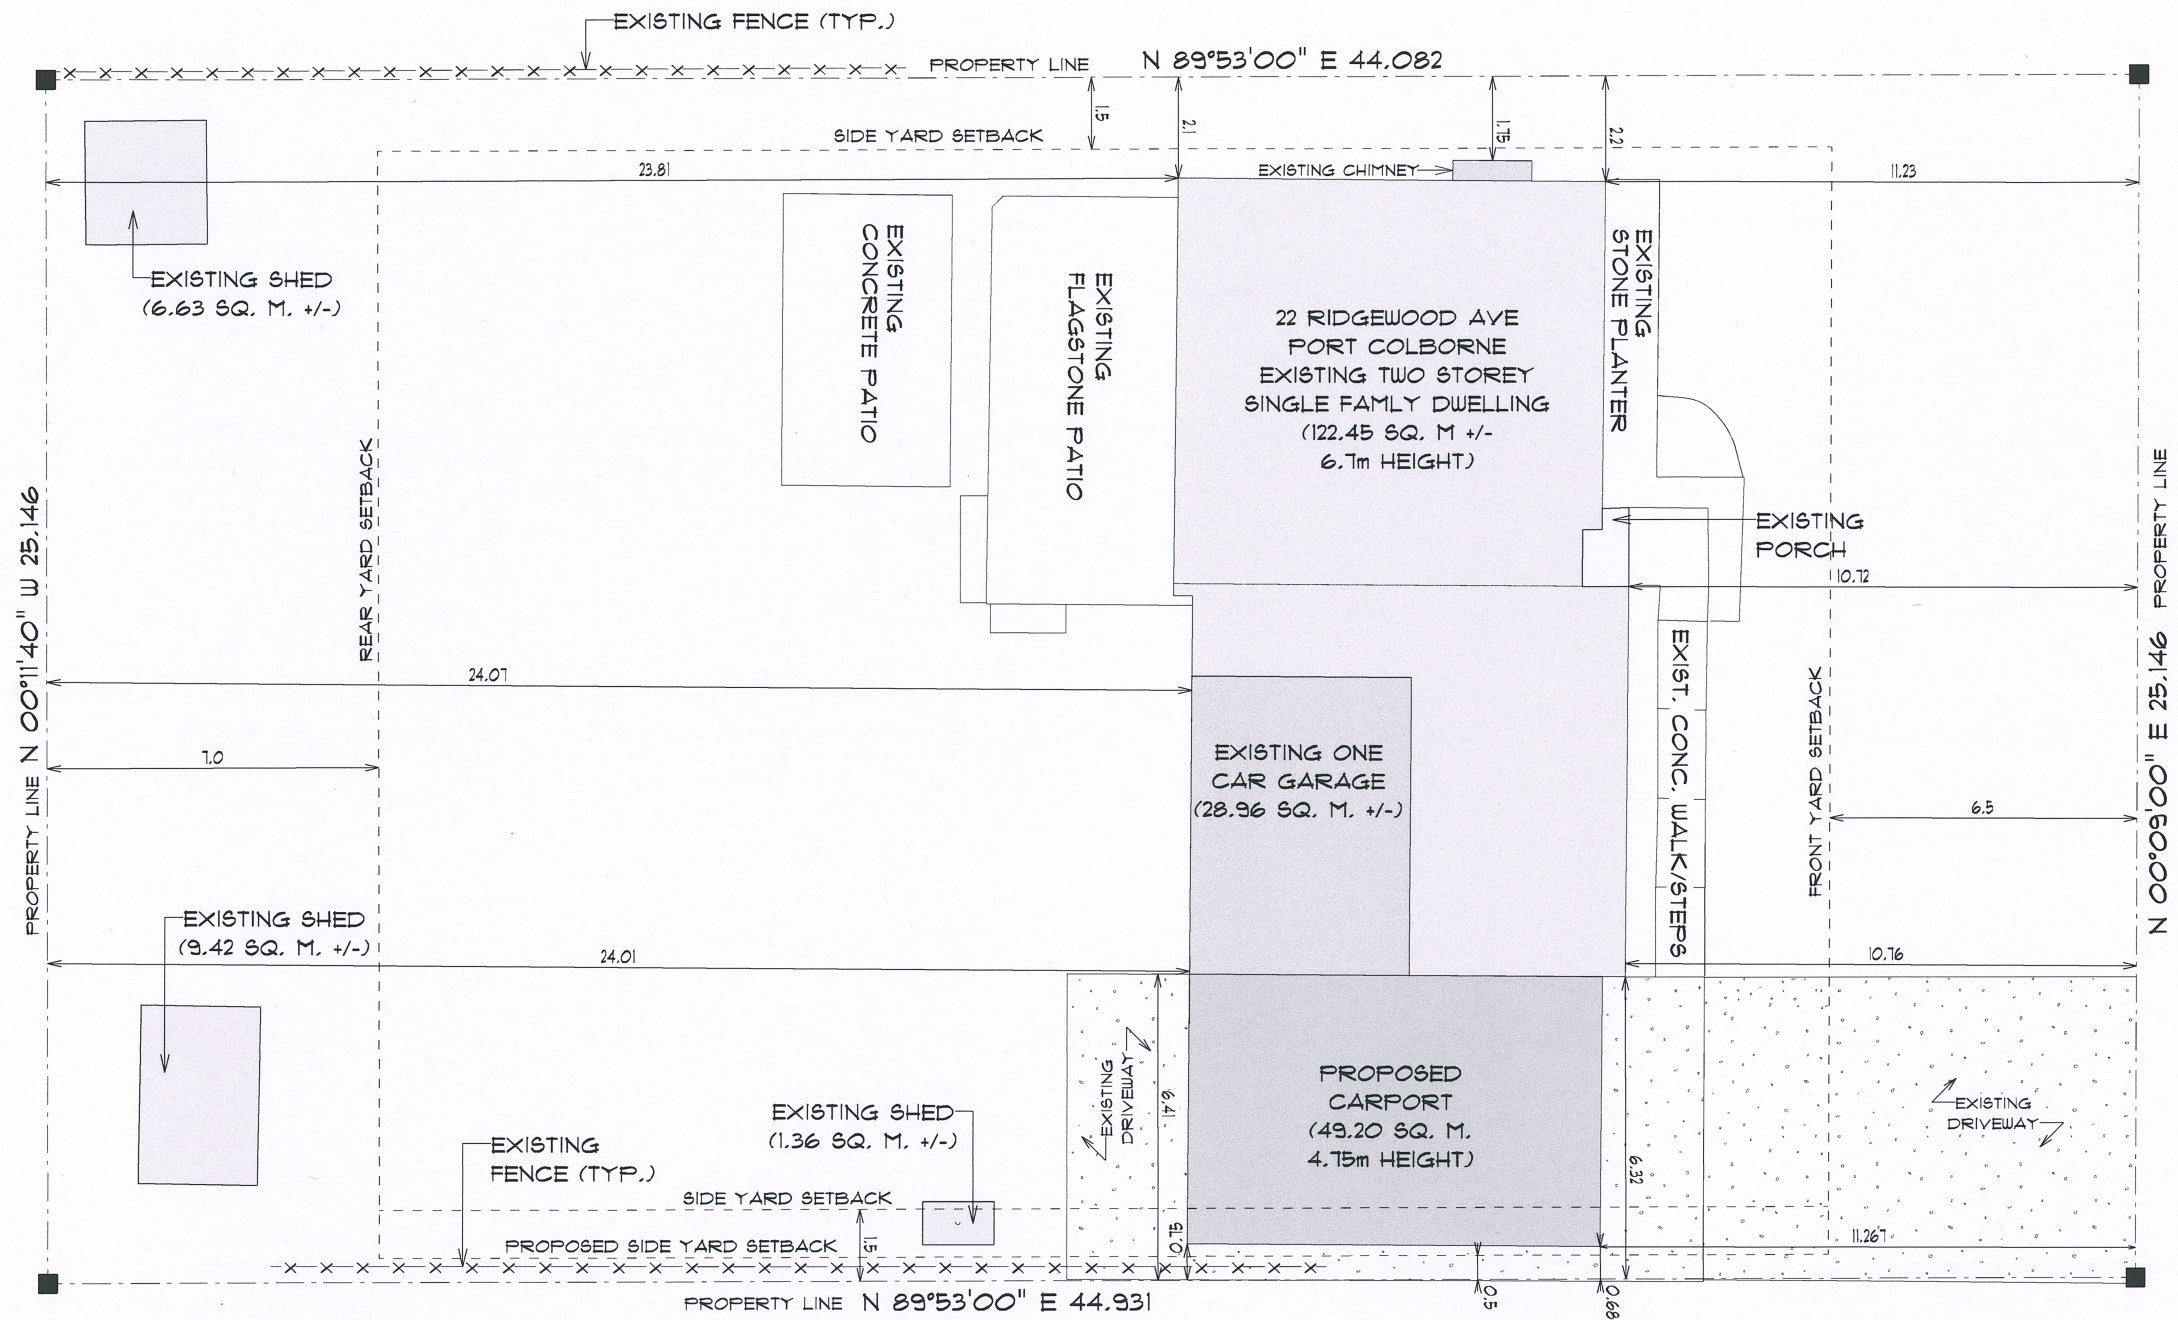 EXISTING FENCE (TYP.)
PROPERTY LINE N 89°53'00" E 44.082
1.5
2.1
1.75
2.21
SIDE YARD SETBACK
EXISTING CHIMNEY
23.81
11.23
EXISTING SHED
(6.63 SQ. M. +/-)
EXISTING
CONCRETE PATIO
EXISTING
FLAGSTONE PATIO
22 RIDGEWOOD AVE
PORT COLBORNE
EXISTING TWO STOREY
SINGLE FAMLY DWELLING
(122.45 SQ. M +/-
6.7m HEIGHT)
EXISTING
STONE PLANTER
EXISTING
PORCH
10.72
REAR YARD SETBACK
PROPERTY LINE N 00°11'40" W 25.146
N 00°09'00" E 25.146 PROPERTY LINE
24.07
7.0
EXISTING ONE
CAR GARAGE
(28.96 SQ. M. +/-)
EXIST. CONC. WALK/STEPS
FRONT YARD SETBACK
6.5
EXISTING SHED
(9.42 SQ. M. +/-)
24.01
10.76
EXISTING
DRIVEWAY
6.41
PROPOSED
CARPORT
(49.20 SQ. M.
4.75m HEIGHT)
6.32
EXISTING
DRIVEWAY
EXISTING SHED
(1.36 SQ. M. +/-)
EXISTING
FENCE (TYP.)
SIDE YARD SETBACK
PROPOSED SIDE YARD SETBACK
1.5
0.75
11.267
0.5
0.68
PROPERTY LINE N 89°53'00" E 44.931